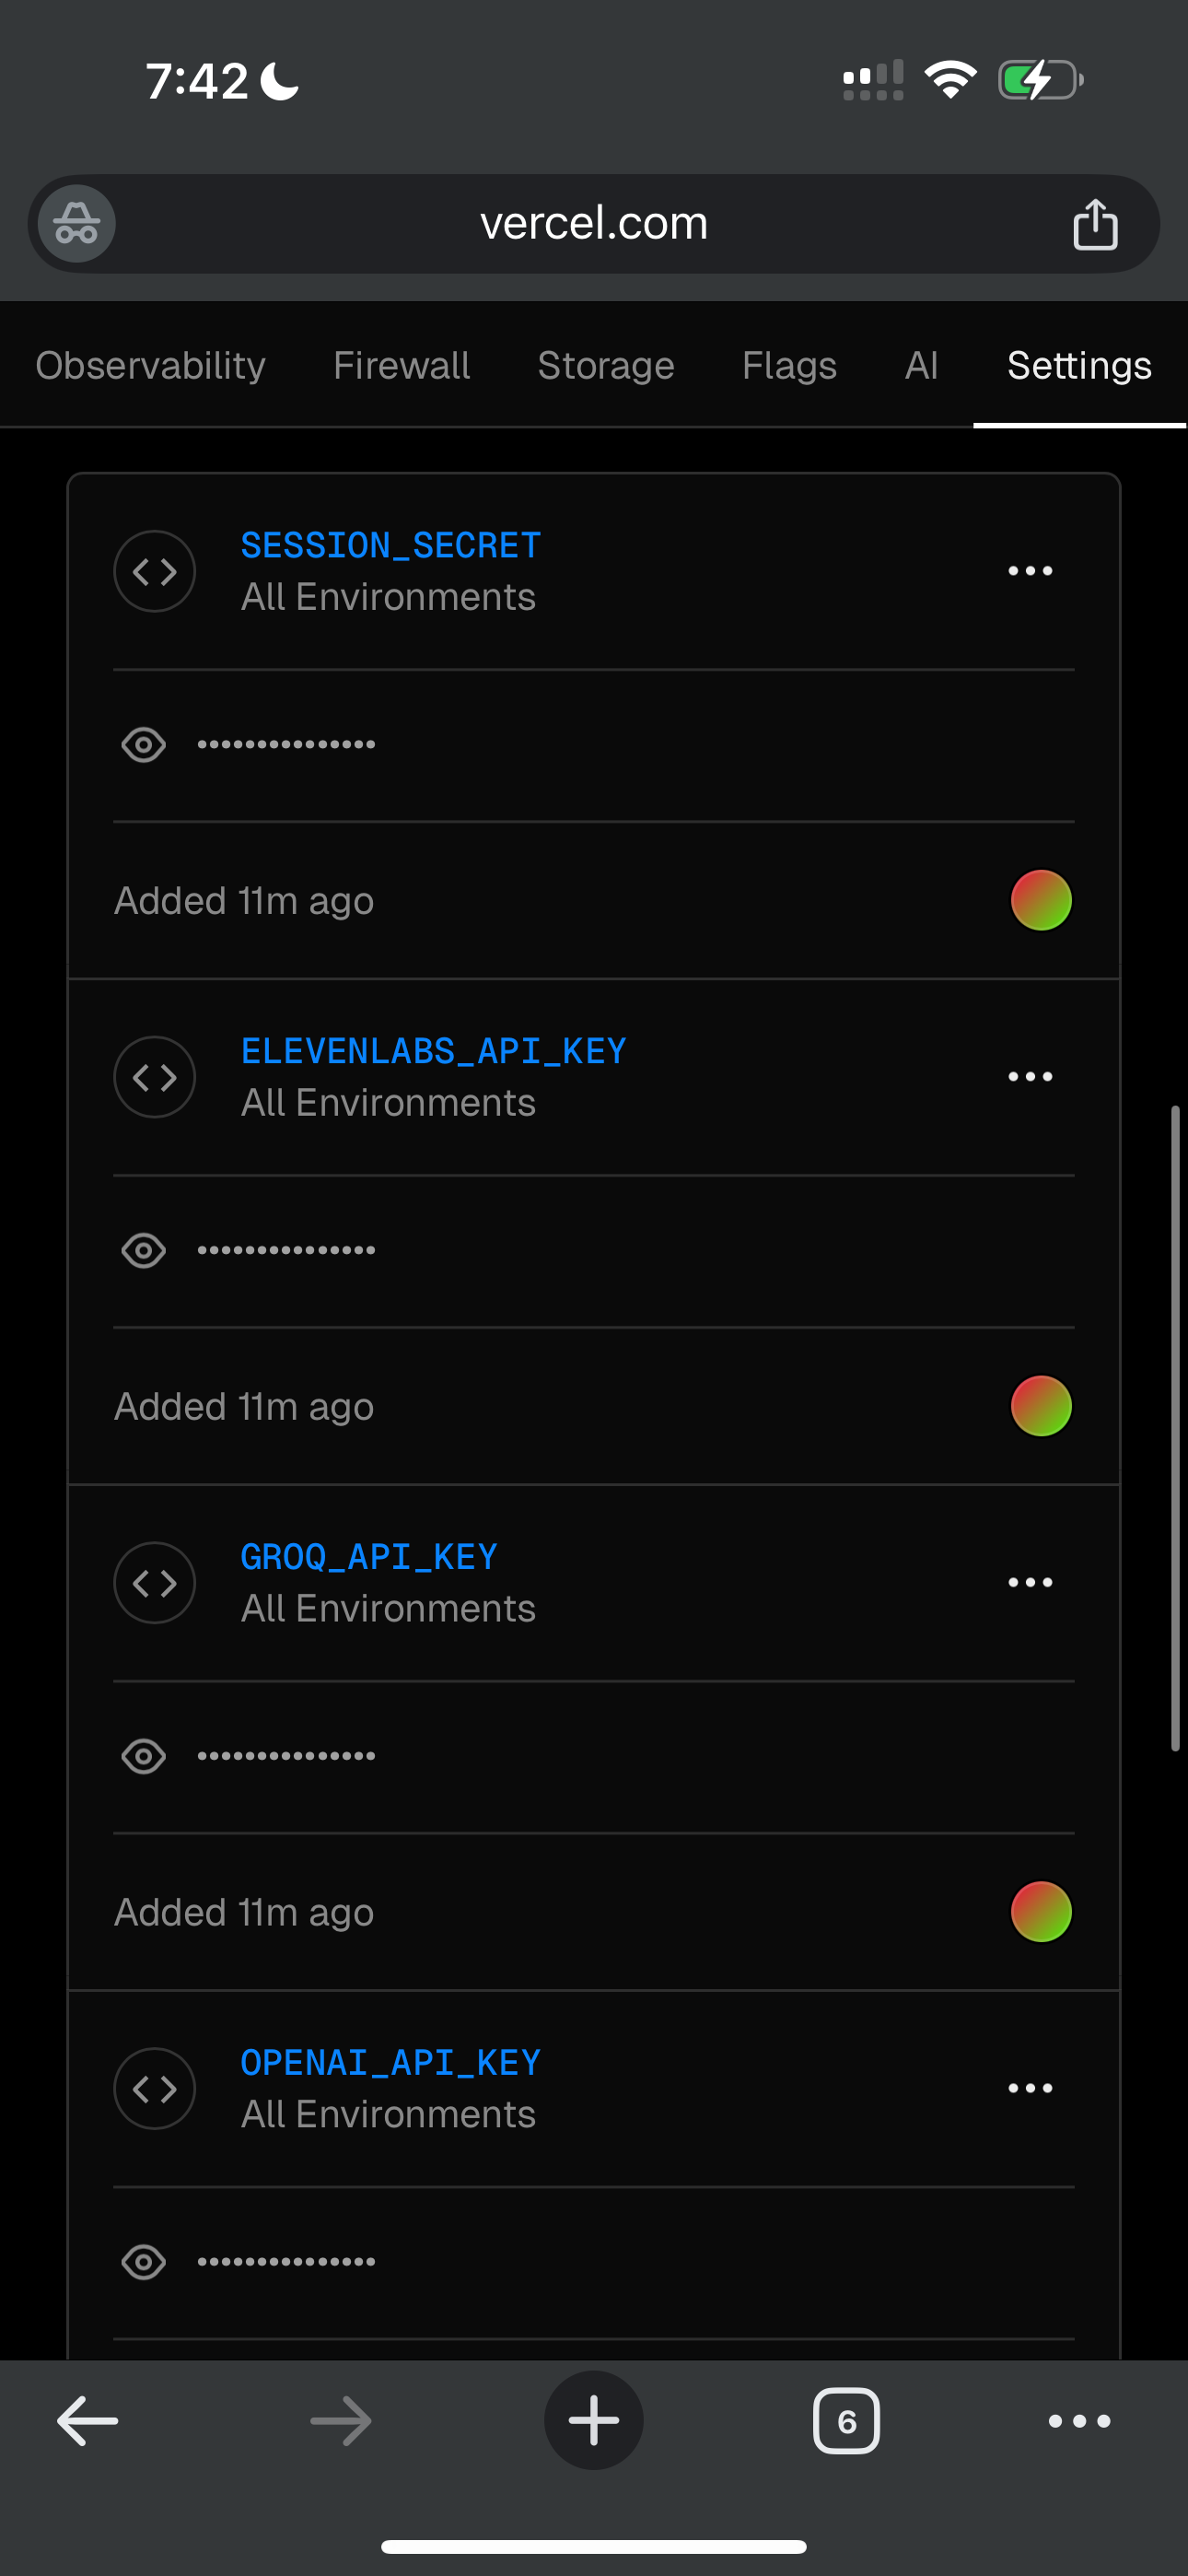 7:42
vercel.com
Observability Firewall Storage Flags AI Settings
SESSION_SECRET
All Environments
•••••••••••••••
Added 11m ago
ELEVENLABS_API_KEY
All Environments
•••••••••••••••
Added 11m ago
GROQ_API_KEY
All Environments
•••••••••••••••
Added 11m ago
OPENAI_API_KEY
All Environments
•••••••••••••••
6